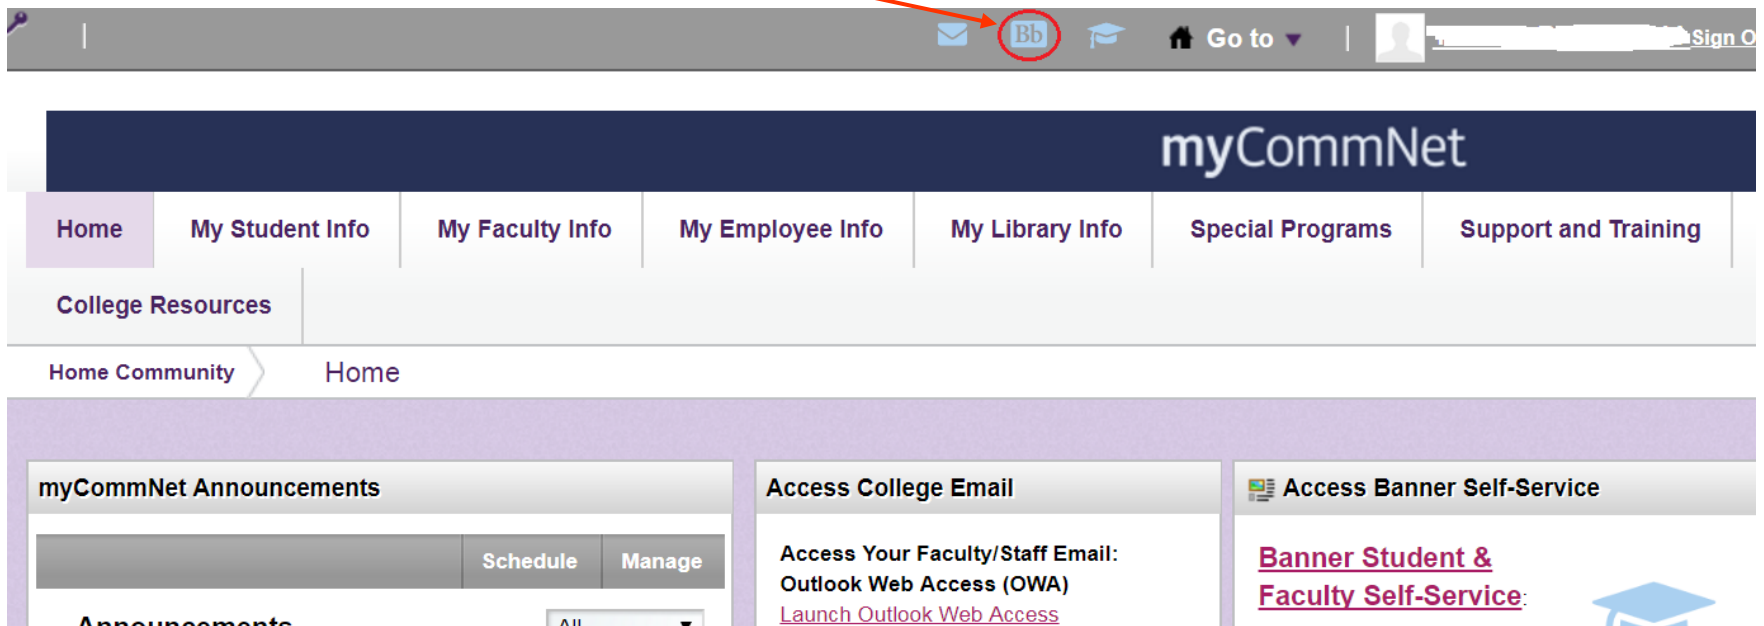 Bb
Go to
Sign O
myCommNet
Home
My Student Info
My Faculty Info
My Employee Info
My Library Info
Special Programs
Support and Training
College Resources
Home Community
Home
myCommNet Announcements
Schedule
Manage
Announcements
All
Access College Email
Access Your Faculty/Staff Email:
Outlook Web Access (OWA)
Launch Outlook Web Access
Access Banner Self-Service
Banner Student &
Faculty Self-Service: